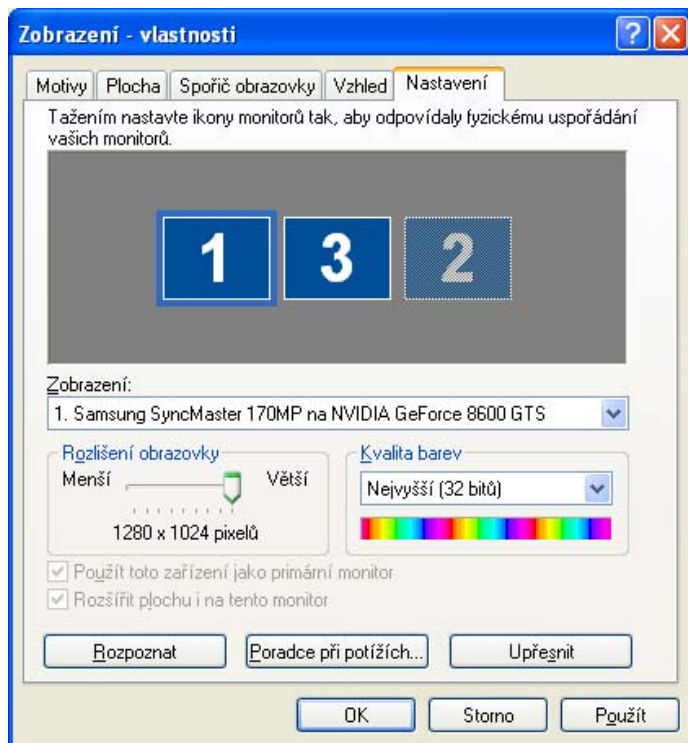 Zobrazení - vlastnosti
Motivy Plocha Spořič obrazovky Vzhled Nastavení
Tažením nastavte ikony monitorů tak, aby odpovídaly fyzickému uspořádání
vašich monitorů.
1 3 2
Zobrazení:
1. Samsung SyncMaster 170MP na NVIDIA GeForce 8600 GTS
Rozlišení obrazovky
Menší Větší
1280 x 1024 pixelů
Kvalita barev
Nejvyšší (32 bitů)
Použít toto zařízení jako primární monitor
Rozšířit plochu i na tento monitor
Rozpoznat Poradce při potížích... Upřesnit
OK Storno Použít